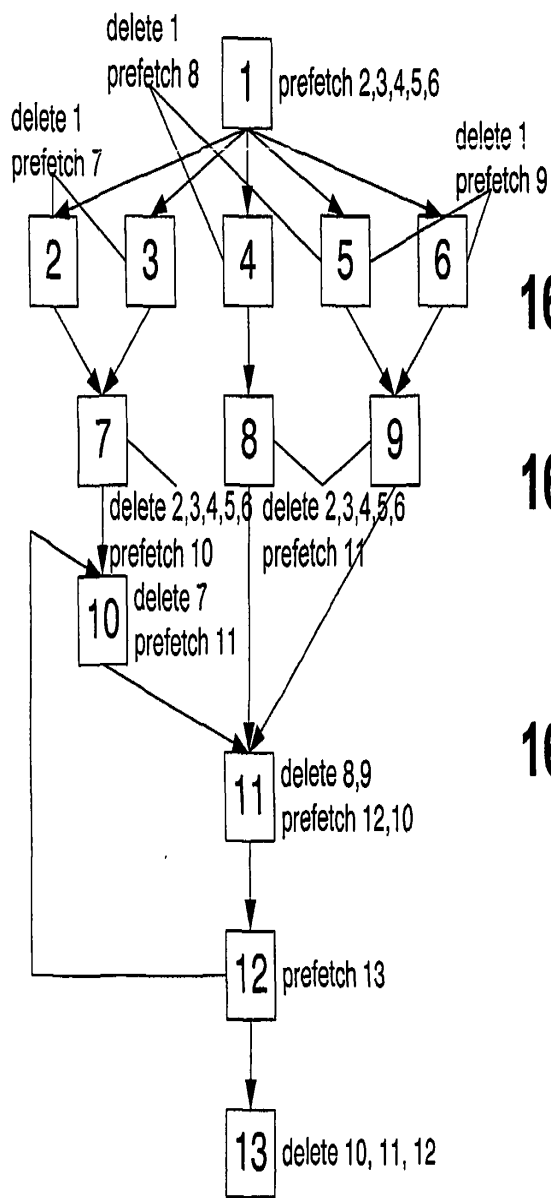 delete 1
prefetch 8
1
prefetch 2,3,4,5,6
delete 1
prefetch 7
delete 1
prefetch 9
2
3
4
5
6
16
7
8
9
16
delete 2,3,4,5,6
prefetch 10
delete 2,3,4,5,6
prefetch 11
10
delete 7
prefetch 11
16
11
delete 8,9
prefetch 12,10
12
prefetch 13
13
delete 10, 11, 12